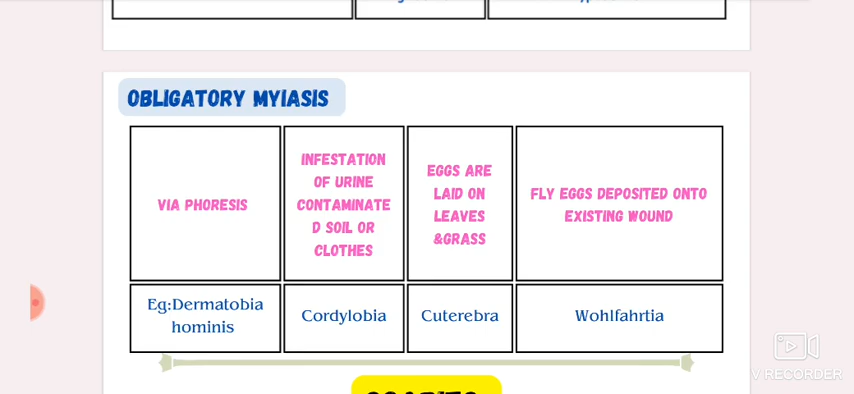 OBLIGATORY MYIASIS
VIA PHORESIS
INFESTATION
OF URINE
CONTAMINATE
D SOIL OR
CLOTHES
EGGS ARE
LAID ON
LEAVES
&GRASS
FLY EGGS DEPOSITED ONTO
EXISTING WOUND
Eg:Dermatobia
hominis
Cordylobia
Cuterebra
Wohlfahrtia
V RECORDER